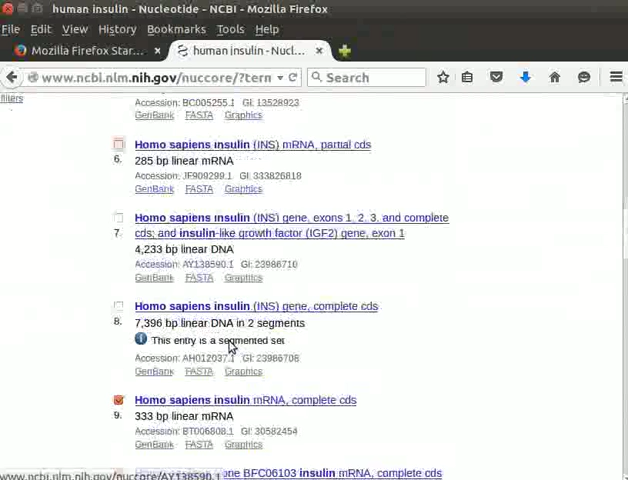 human insulin - Nucleotide - NCBI - Mozilla Firefox
File Edit View History Bookmarks Tools Help
Mozilla Firefox Star... × human insulin - Nucl... ×
www.ncbi.nlm.nih.gov/nuccore/?term Search
filters
Accession: BC005255.1 GI: 13528923
GenBank FASTA Graphics
Homo sapiens insulin (INS) mRNA, partial cds
6. 285 bp linear mRNA
Accession: JF909299.1 GI: 333826818
GenBank FASTA Graphics
Homo sapiens insulin (INS) gene, exons 1, 2, 3, and complete
7. cds; and insulin-like growth factor (IGF2) gene, exon 1
4,233 bp linear DNA
Accession: AY138590.1 GI: 23986710
GenBank FASTA Graphics
Homo sapiens insulin (INS) gene, complete cds
8. 7,396 bp linear DNA in 2 segments
This entry is a segmented set
Accession: AH012037.1 GI: 23986708
GenBank FASTA Graphics
Homo sapiens insulin mRNA, complete cds
9. 333 bp linear mRNA
Accession: BT006808.1 GI: 30582454
GenBank FASTA Graphics
BFC06103 insulin mRNA, complete cds
www.ncbi.nlm.nih.gov/nuccore/AY138590.1